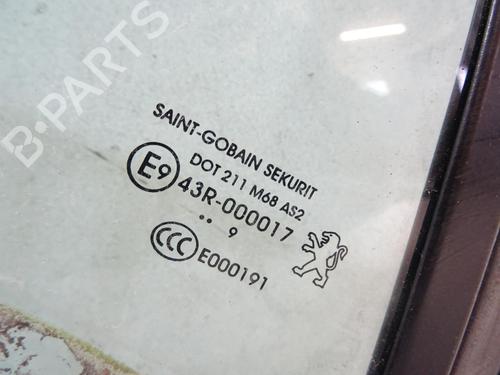 B-PARTS
SAINT-GOBAIN SEKURIT
DOT 211 M68 AS2
E9 43R-000017
.. 9
CCC E000191